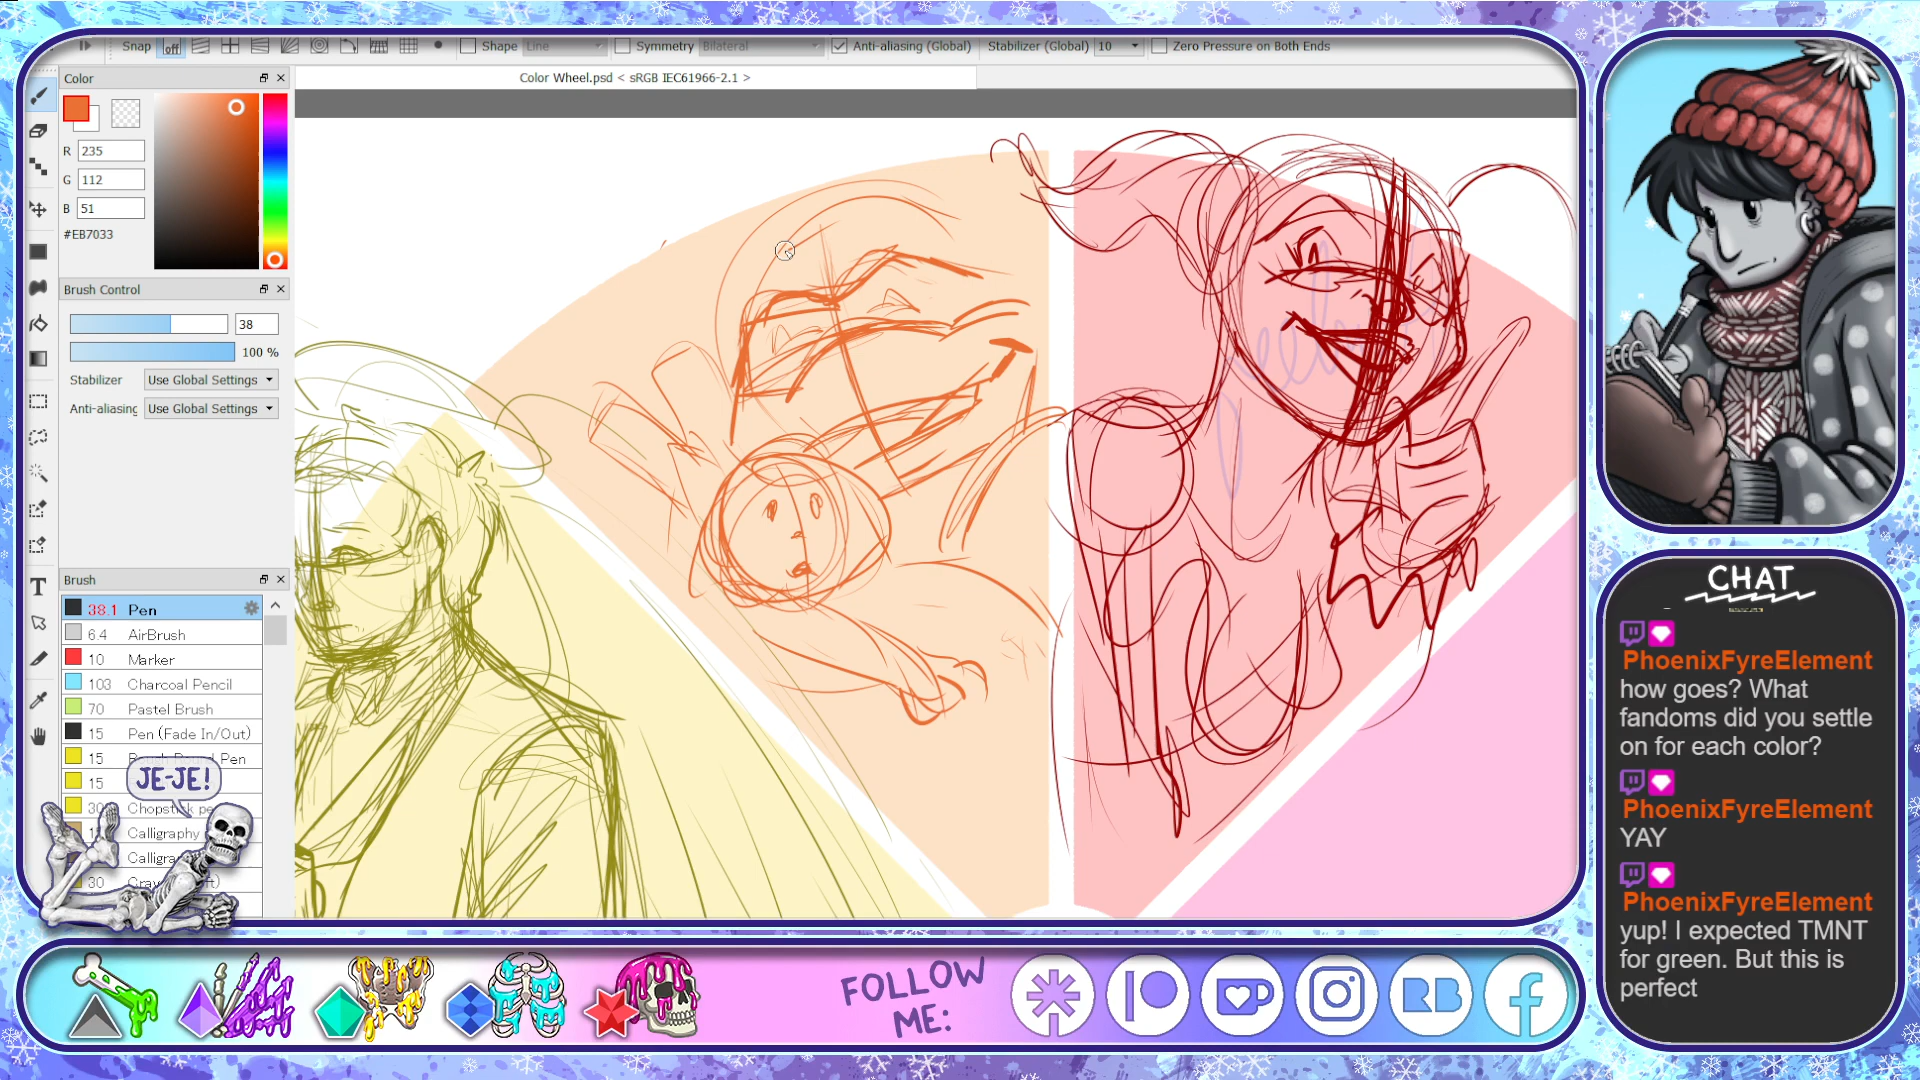 Snap off Shape Line Symmetry Bilateral Anti-aliasing (Global) Stabilizer (Global) 10 Zero Pressure on Both Ends
Color
Color Wheel.psd < sRGB IEC61966-2.1 >
R 235
G 112
B 51
#EB7033
Brush Control
38
100 %
Stabilizer Use Global Settings
Anti-aliasing Use Global Settings
Brush
38.1 Pen
6.4 AirBrush
10 Marker
103 Charcoal Pencil
70 Pastel Brush
15 Pen (Fade In/Out)
15 Pen
15
JE-JE!
30 Chopstick pe
Calligraphy
Calligra
30
T
CHAT
PhoenixFyreElement
how goes? What
fandoms did you settle
on for each color?
PhoenixFyreElement
YAY
PhoenixFyreElement
yup! I expected TMNT
for green. But this is
perfect
FOLLOW
ME:
RB